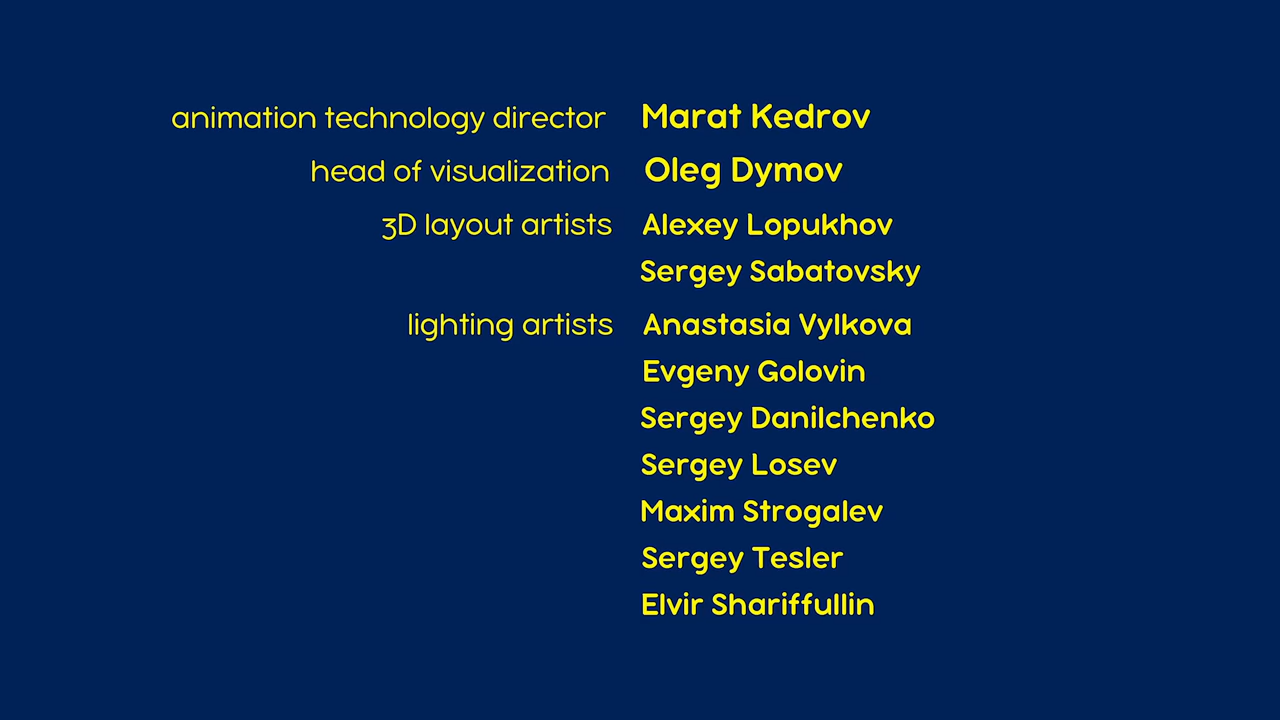 animation technology director Marat Kedrov
head of visualization Oleg Dymov
3D layout artists Alexey Lopukhov
Sergey Sabatovsky
lighting artists Anastasia Vylkova
Evgeny Golovin
Sergey Danilchenko
Sergey Losev
Maxim Strogalev
Sergey Tesler
Elvir Shariffullin